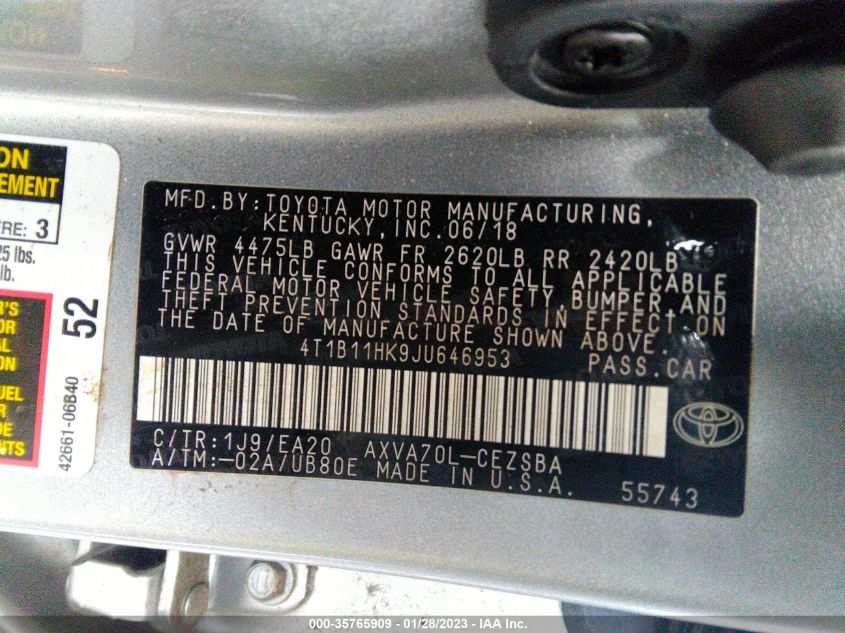 ON
EMENT
RE: 3
25 lbs.
lb.
52
42661-06B40
MFD.BY:TOYOTA MOTOR MANUFACTURING,
KENTUCKY, INC.06/18
GVWR 4475LB GAWR FR 2620LB RR 2420LB
THIS VEHICLE CONFORMS TO ALL APPLICABLE
FEDERAL MOTOR VEHICLE SAFETY, BUMPER, AND
THEFT PREVENTION STANDARDS IN EFFECT ON
THE DATE OF MANUFACTURE SHOWN ABOVE.
4T1B11HK9JU646953 PASS.CAR
C/TR:1J9/EA20 AXVA70L-CEZSBA
A/TM:-02A/UB80E MADE IN U.S.A. 55743
000-35765909 - 01/28/2023 - IAA Inc.